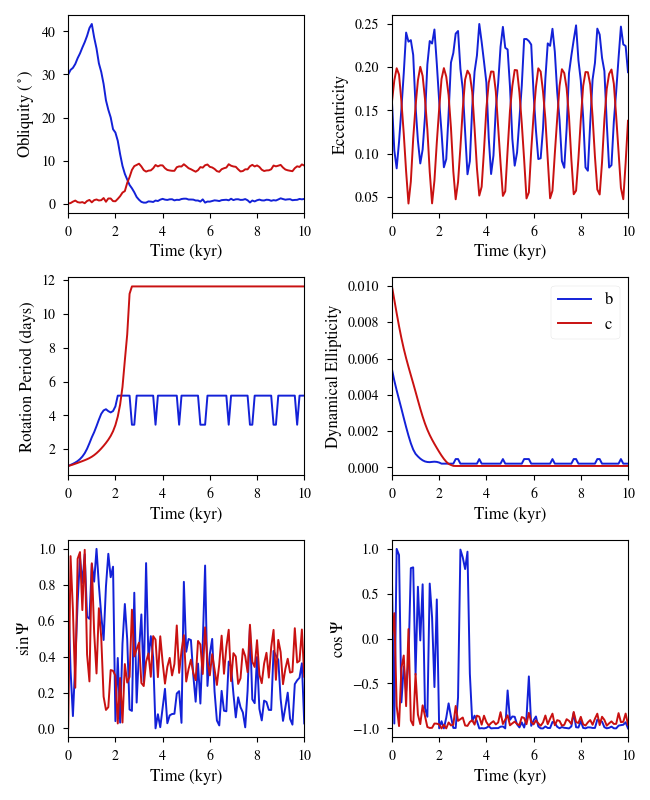 Obliquity (°)
40
30
20
10
0
0 2 4 6 8 10
Time (kyr)
Eccentricity
0.25
0.20
0.15
0.10
0.05
0 2 4 6 8 10
Time (kyr)
Rotation Period (days)
12
10
8
6
4
2
0 2 4 6 8 10
Time (kyr)
Dynamical Ellipticity
0.010
0.008
0.006
0.004
0.002
0.000
b
c
0 2 4 6 8 10
Time (kyr)
sin Ψ
1.0
0.8
0.6
0.4
0.2
0.0
0 2 4 6 8 10
Time (kyr)
cos Ψ
1.0
0.5
0.0
−0.5
−1.0
0 2 4 6 8 10
Time (kyr)